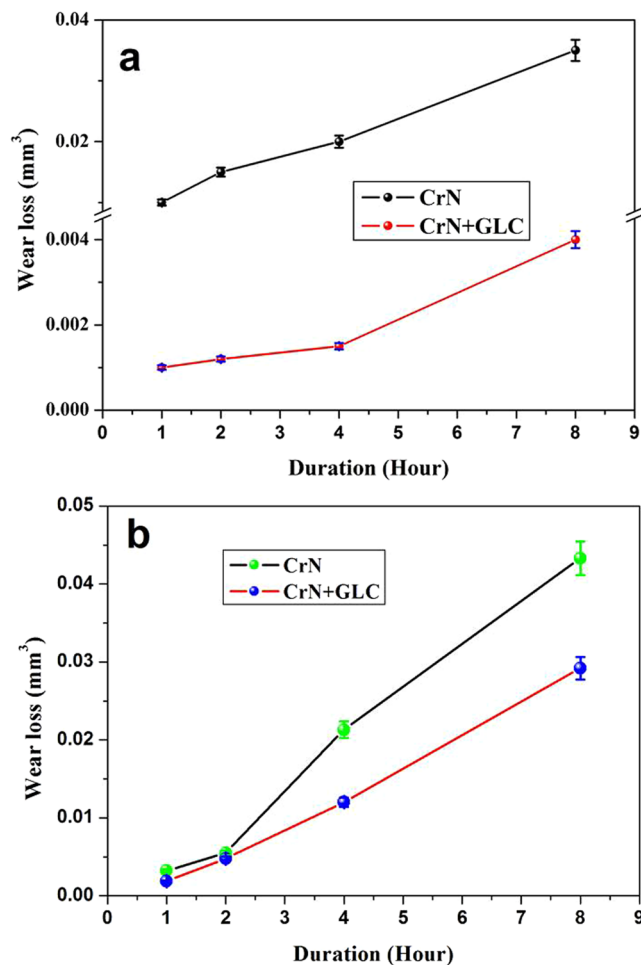 a
0.04
0.02
0.004
0.002
0.000
Wear loss (mm³)
CrN
CrN+GLC
0 1 2 3 4 5 6 7 8 9
Duration (Hour)
b
0.05
0.04
0.03
0.02
0.01
0.00
Wear loss (mm³)
CrN
CrN+GLC
0 1 2 3 4 5 6 7 8 9
Duration (Hour)